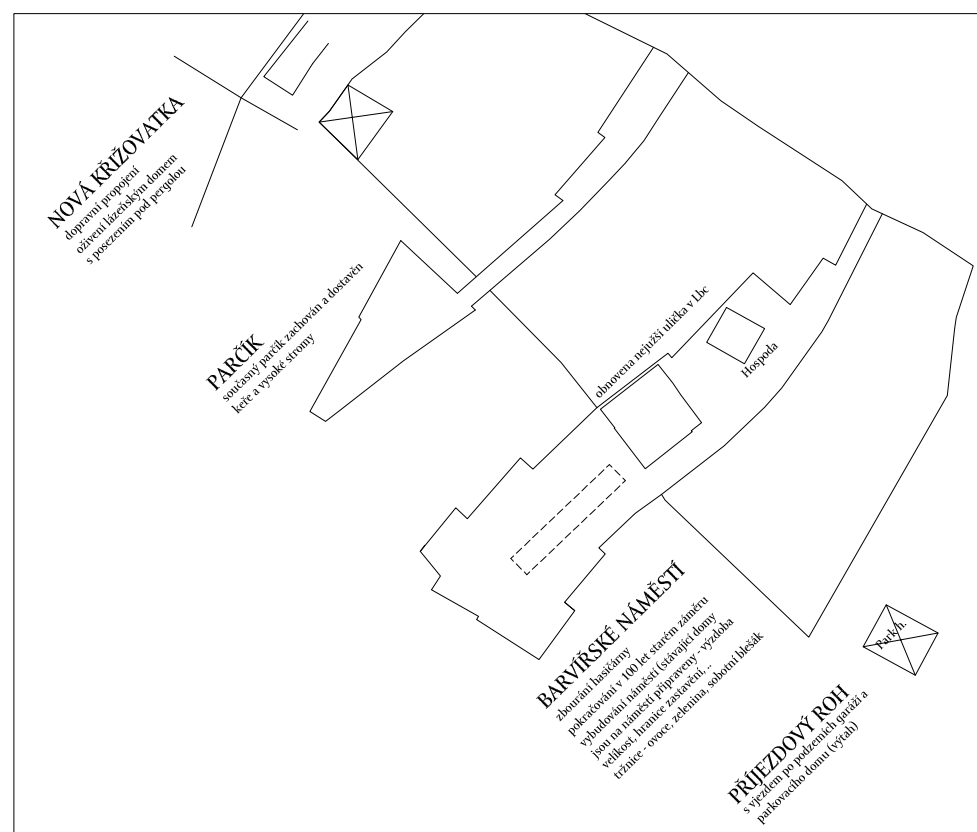 NOVÁ KŘIŽOVATKA
dopravní propojení
oživení lázeňským domem
s posezením pod pergolou
PARČÍK
současný parčík zachován a dostavěn
keře a vysoké stromy
obnovena nejužší ulička v Lbc
Hospoda
BARVÍŘSKÉ NÁMĚSTÍ
zbourání hasičárny
pokračování v 100 let starém záměru
vybudování náměstí (stávající domy
jsou na náměstí připraveny - výzdoba
velikost, hranice zastavění, ..
tržnice - ovoce, zelenina, sobotní blešák
Park.h.
PŘÍJEZDOVÝ ROH
s vjezdem po podzemích garáží a
parkovacího domu (výtah)